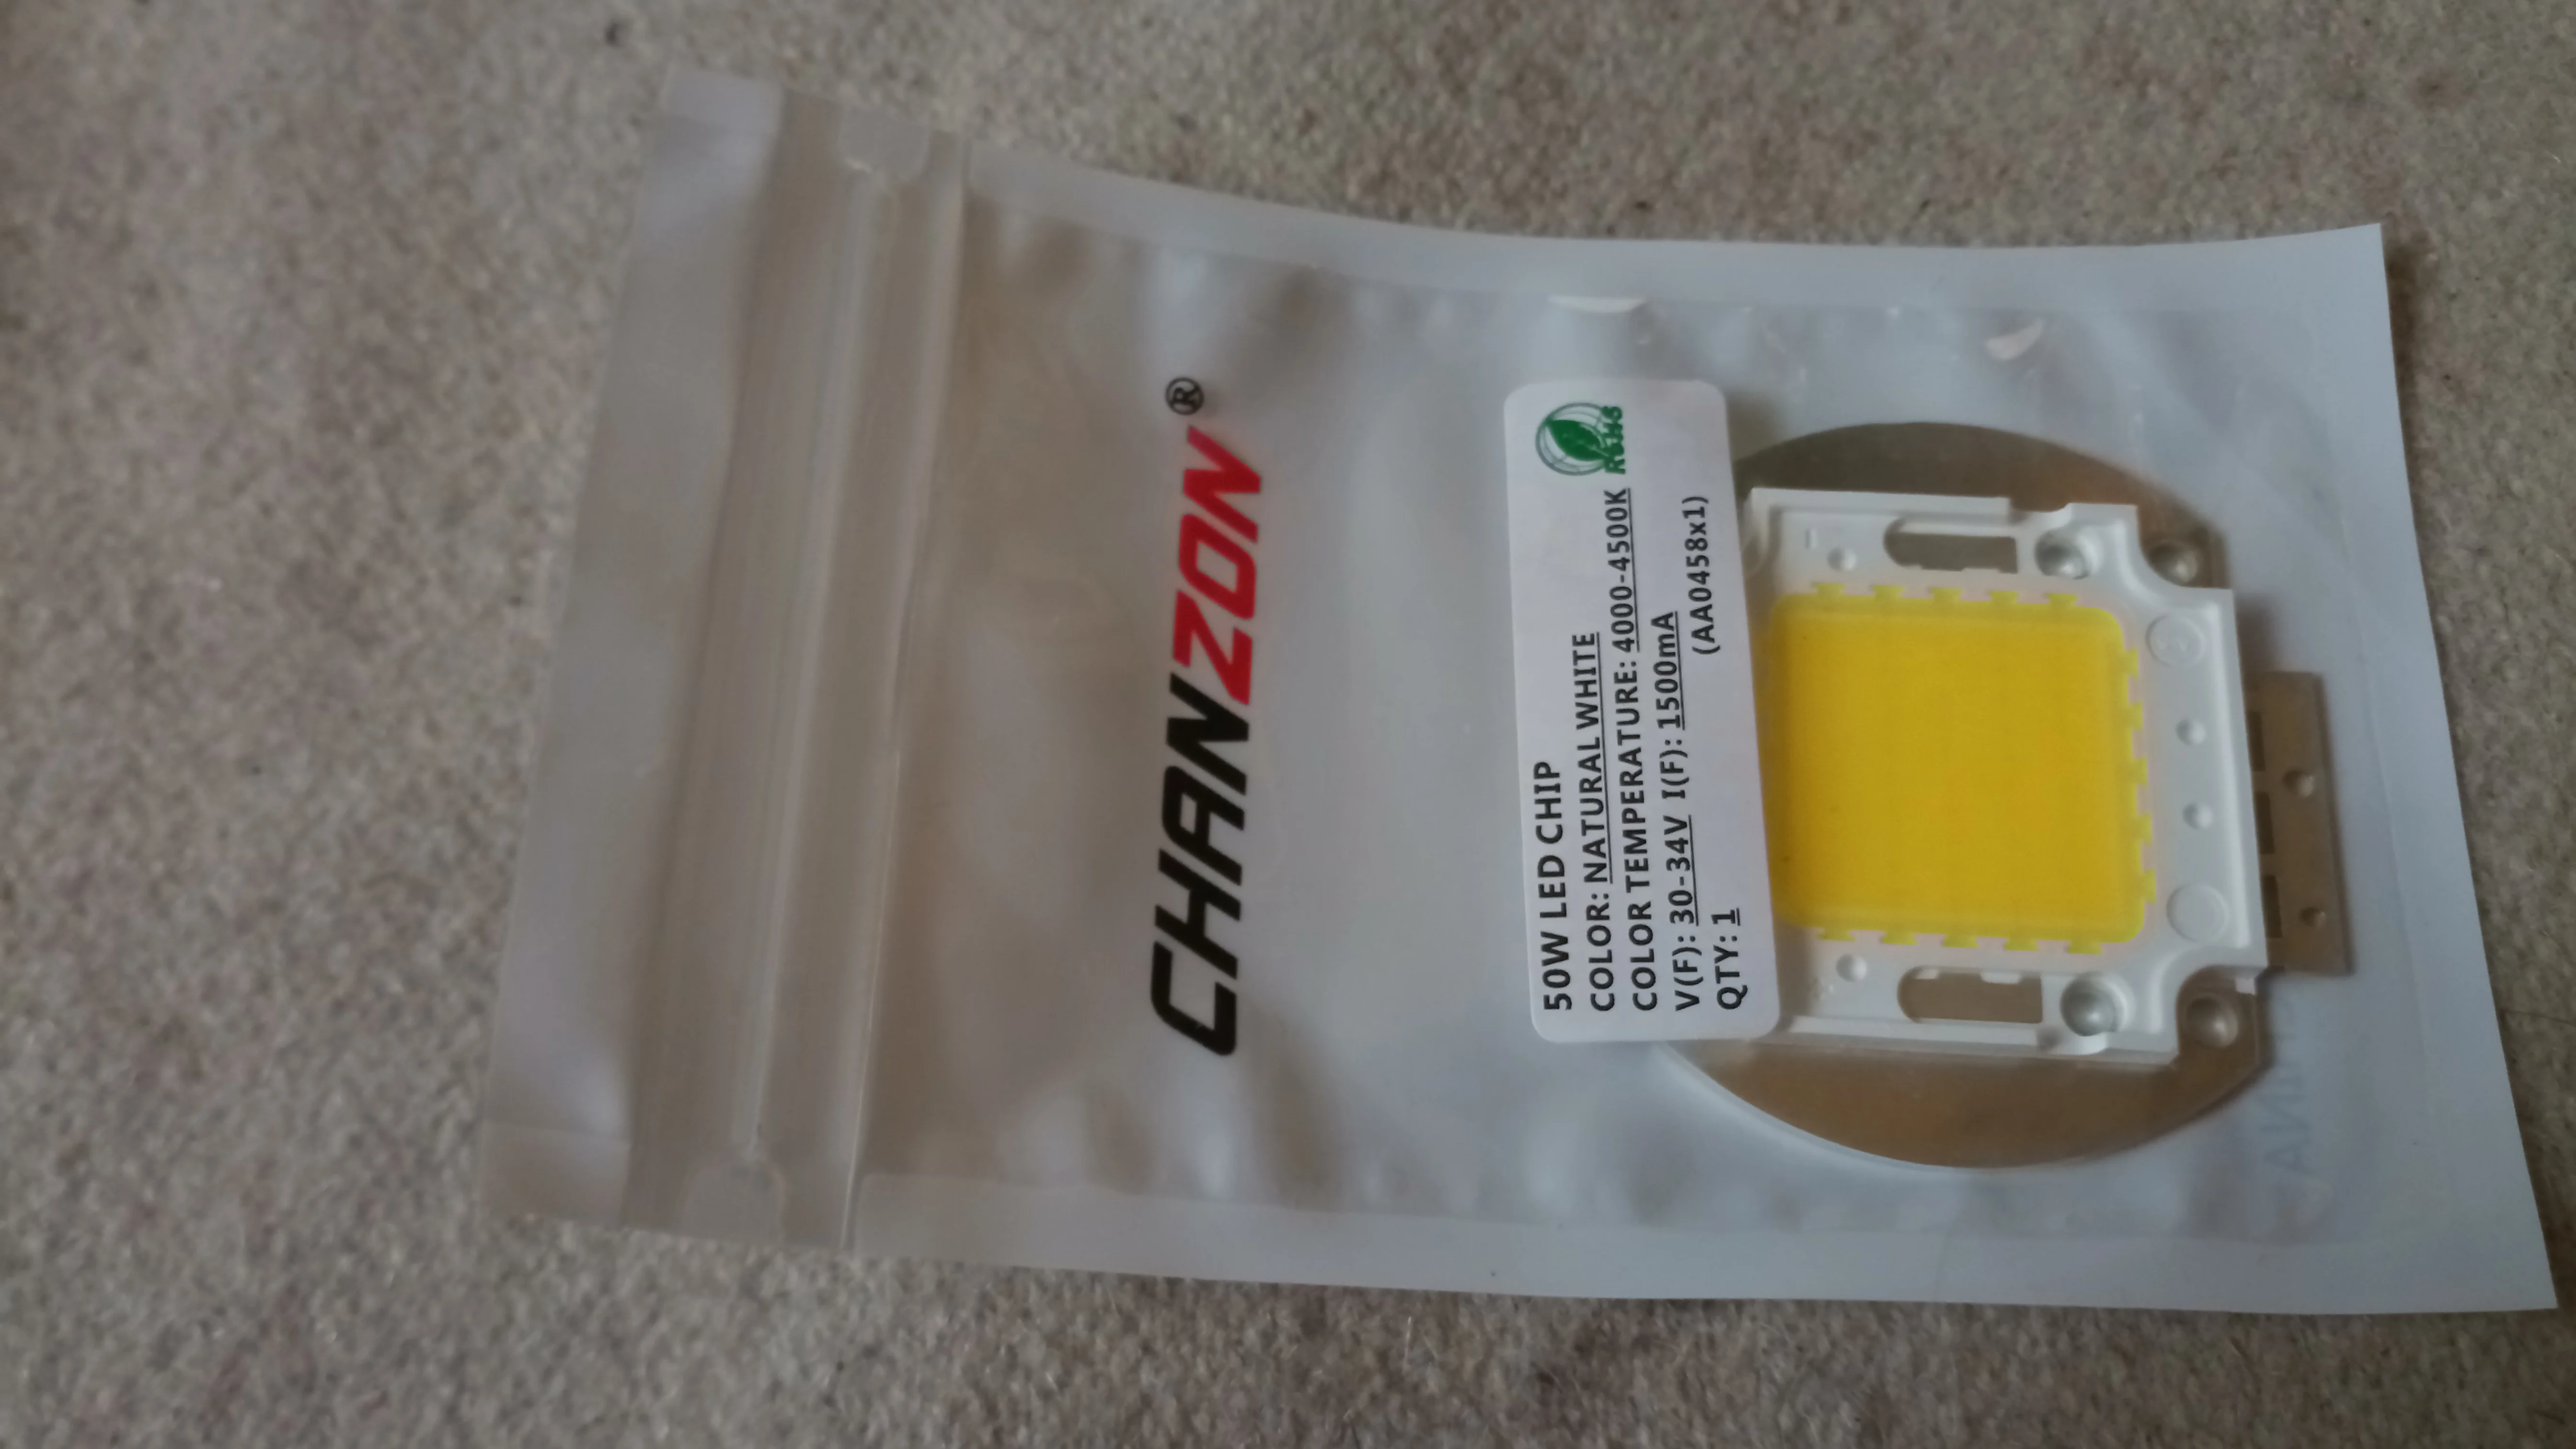 CHANZON®
50W LED CHIP
COLOR: NATURAL WHITE
COLOR TEMPERATURE: 4000-4500K
V(F): 30-34V I(F): 1500mA
QTY: 1 (AA0458x1)
RoHS